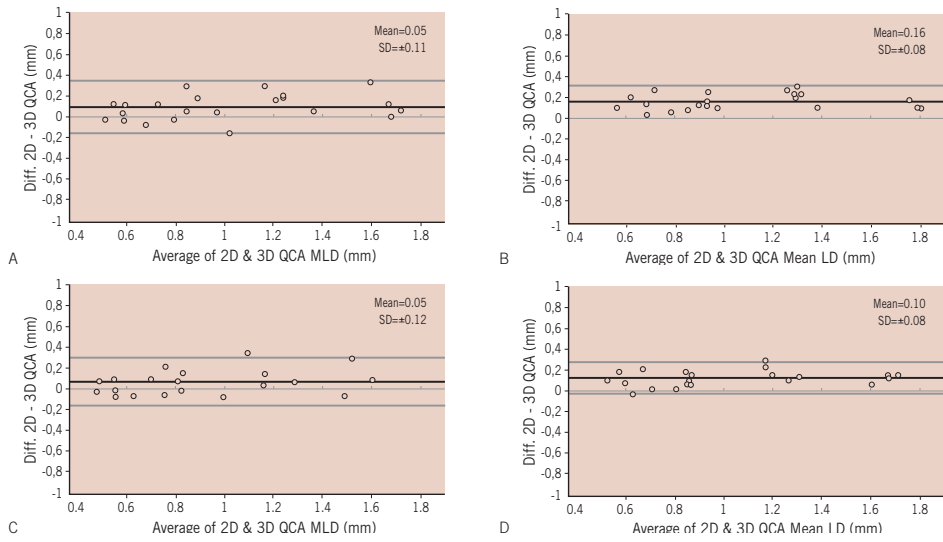 1
0,8
0,6
0,4
0,2
0
-0,2
-0,4
-0,6
-0,8
-1
Diff. 2D - 3D QCA (mm)
Mean=0.05
SD=±0.11
0.4 0.6 0.8 1 1.2 1.4 1.6 1.8
A
Average of 2D & 3D QCA MLD (mm)
1
0,8
0,6
0,4
0,2
0
-0,2
-0,4
-0,6
-0,8
-1
Diff. 2D - 3D QCA (mm)
Mean=0.16
SD=±0.08
0.4 0.6 0.8 1 1.2 1.4 1.6 1.8
B
Average of 2D & 3D QCA Mean LD (mm)
1
0,8
0,6
0,4
0,2
0
-0,2
-0,4
-0,6
-0,8
-1
Diff. 2D - 3D QCA (mm)
Mean=0.05
SD=±0.12
0.4 0.6 0.8 1 1.2 1.4 1.6 1.8
C
Average of 2D & 3D QCA MLD (mm)
1
0,8
0,6
0,4
0,2
0
-0,2
-0,4
-0,6
-0,8
-1
Diff. 2D - 3D QCA (mm)
Mean=0.10
SD=±0.08
0.4 0.6 0.8 1 1.2 1.4 1.6 1.8
D
Average of 2D & 3D QCA Mean LD (mm)